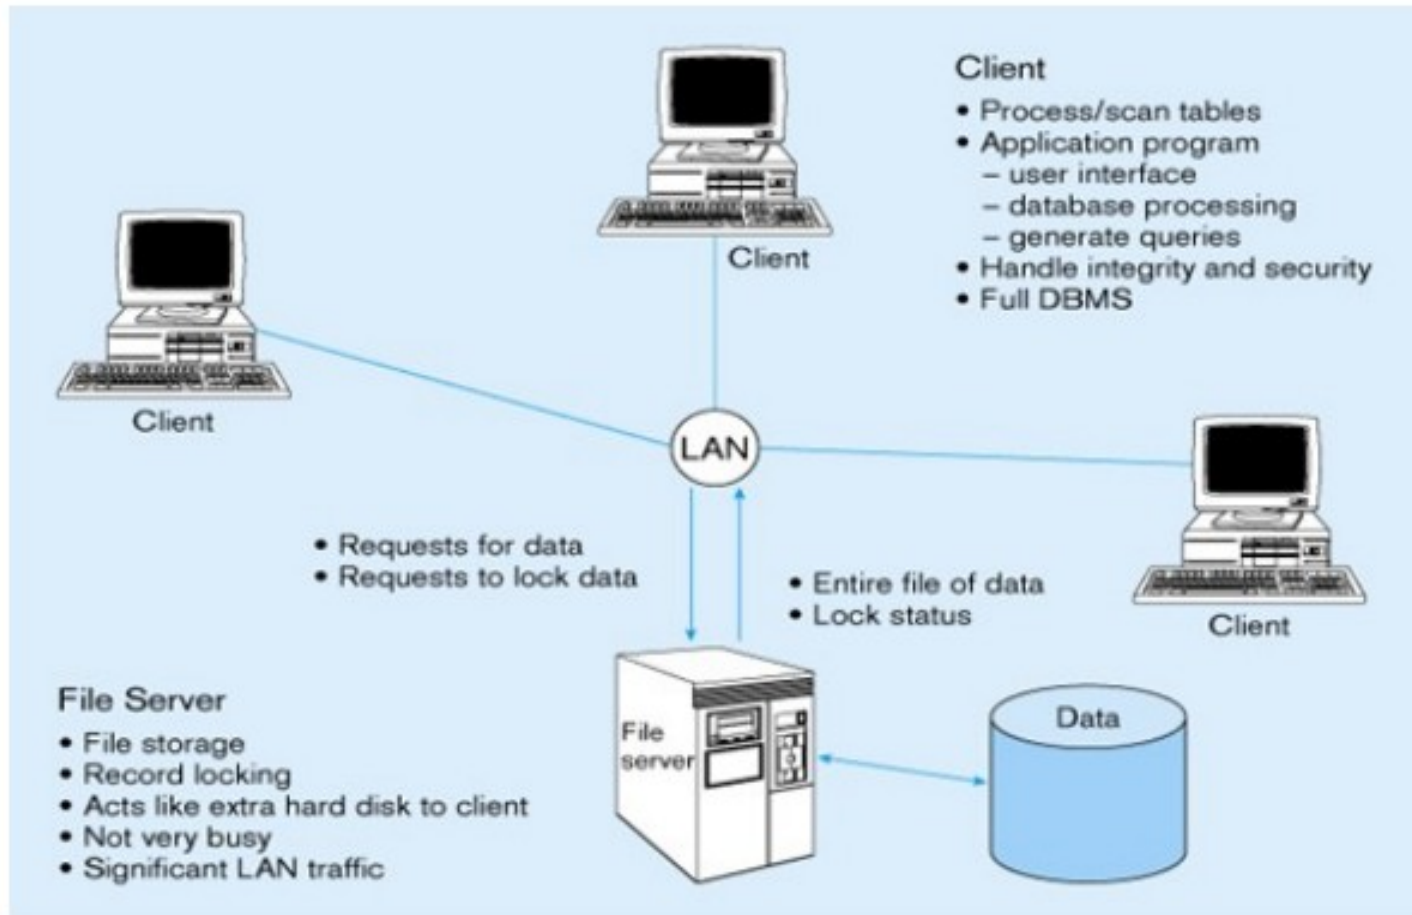 Client
• Process/scan tables
• Application program
– user interface
– database processing
– generate queries
• Handle integrity and security
• Full DBMS
Client
Client
LAN
Client
• Requests for data
• Requests to lock data
• Entire file of data
• Lock status
File Server
• File storage
• Record locking
• Acts like extra hard disk to client
• Not very busy
• Significant LAN traffic
File
server
Data